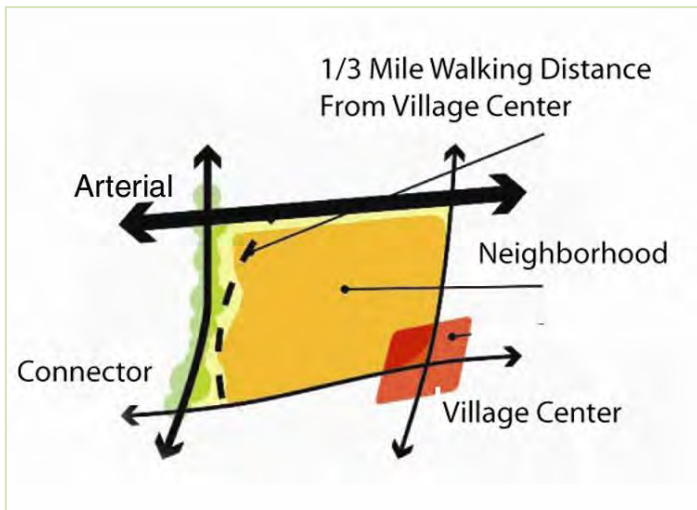 1/3 Mile Walking Distance
From Village Center
Arterial
Neighborhood
Connector
Village Center